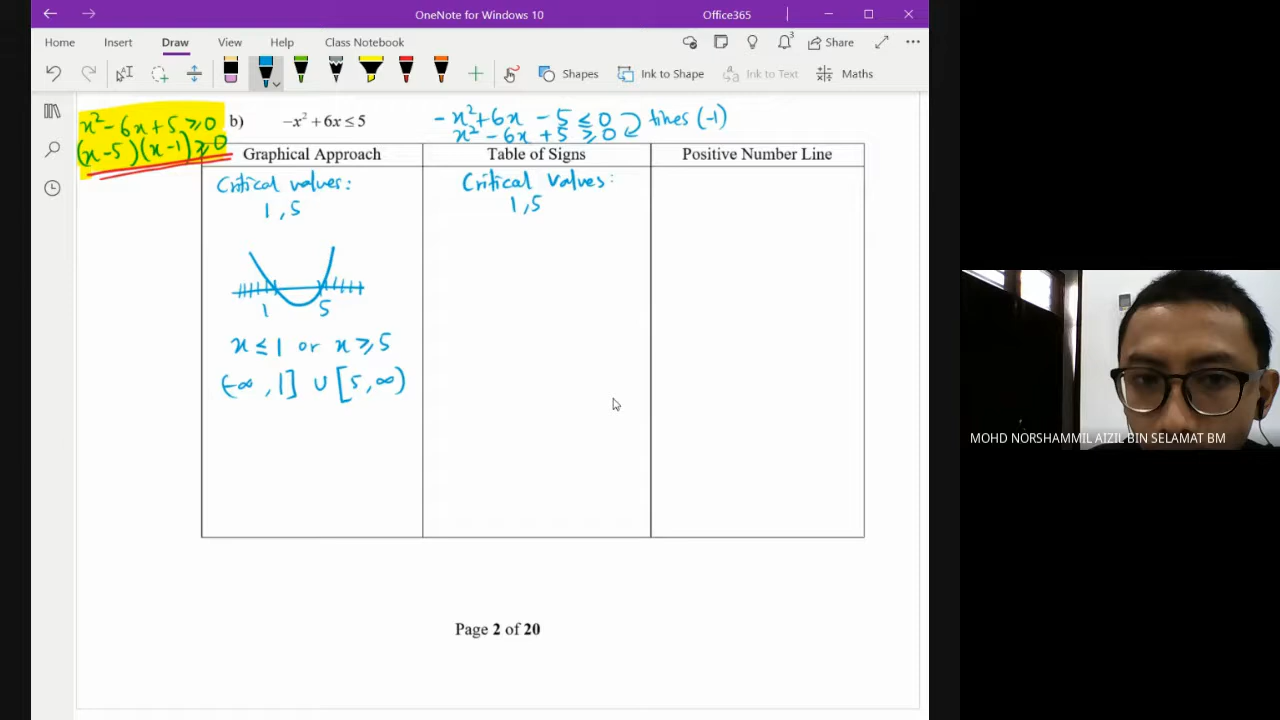 OneNote for Windows 10
Office365
Home Insert Draw View Help Class Notebook
3
Share
Shapes
Ink to Shape
Ink to Text
Maths
x² - 6x + 5 ≥ 0
(x-5)(x-1) ≥ 0
b) −x² + 6x ≤ 5
-x² + 6x - 5 ≤ 0
x² - 6x + 5 ≥ 0
times (-1)
Graphical Approach
Table of Signs
Positive Number Line
Critical values:
1, 5
1 5
x ≤ 1 or x ≥ 5
(-∞, 1] ∪ [5, ∞)
Critical Values:
1, 5
Page 2 of 20
MOHD NORSHAMMIL AIZIL BIN SELAMAT BM